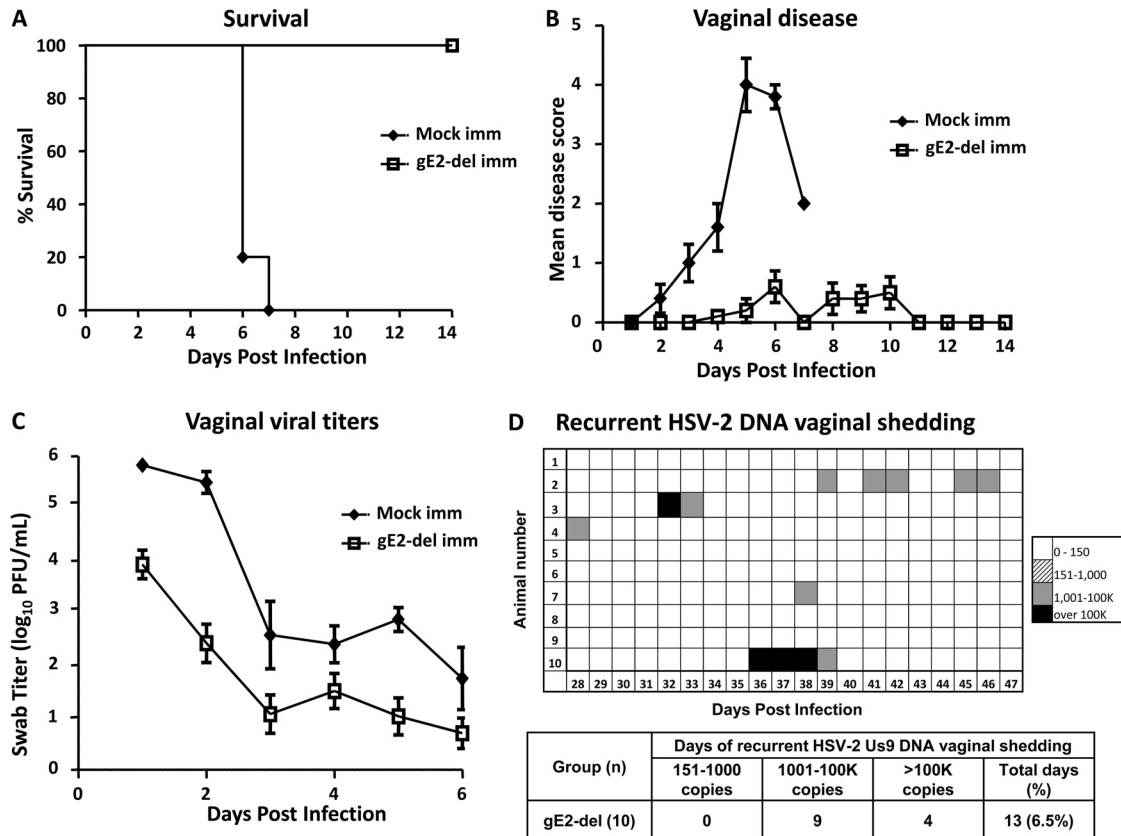 A Survival
100
80
60
40
20
0
% Survival
0 2 4 6 8 10 12 14
Days Post Infection
Mock imm
gE2-del imm
B Vaginal disease
5
4
3
2
1
0
Mean disease score
0 2 4 6 8 10 12 14
Days Post Infection
Mock imm
gE2-del imm
C Vaginal viral titers
6
5
4
3
2
1
0
Swab Titer (log10 PFU/mL)
0 2 4 6
Days Post Infection
Mock imm
gE2-del imm
D Recurrent HSV-2 DNA vaginal shedding
Animal number
1
2
3
4
5
6
7
8
9
10
28 29 30 31 32 33 34 35 36 37 38 39 40 41 42 43 44 45 46 47
Days Post Infection
0 - 150
151-1,000
1,001-100K
over 100K
Group (n)
Days of recurrent HSV-2 Us9 DNA vaginal shedding
151-1000 copies
1001-100K copies
>100K copies
Total days (%)
gE2-del (10) 0 9 4 13 (6.5%)